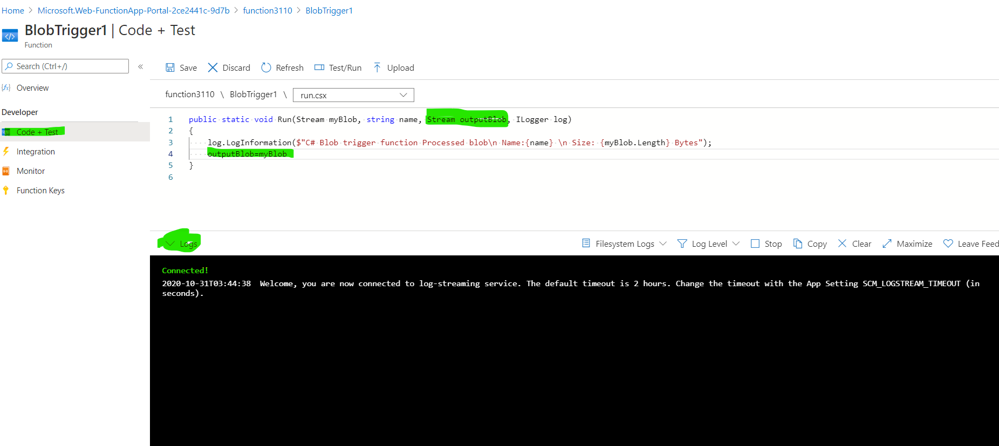 Home > Microsoft.Web-FunctionApp-Portal-2ce2441c-9d7b > function3110 > BlobTrigger1
BlobTrigger1 | Code + Test
Function
Search (Ctrl+/)
«
Overview
Developer
Code + Test
Integration
Monitor
Function Keys
Save Discard Refresh Test/Run Upload
function3110 \ BlobTrigger1 \ run.csx
1 public static void Run(Stream myBlob, string name, Stream outputBlob, ILogger log)
2 {
3 log.LogInformation($"C# Blob trigger function Processed blob\n Name:{name} \n Size: {myBlob.Length} Bytes");
4 outputBlob=myBlob
5 }
6
Logs Filesystem Logs Log Level Stop Copy Clear Maximize Leave Feed
Connected!
2020-10-31T03:44:38 Welcome, you are now connected to log-streaming service. The default timeout is 2 hours. Change the timeout with the App Setting SCM_LOGSTREAM_TIMEOUT (in
seconds).